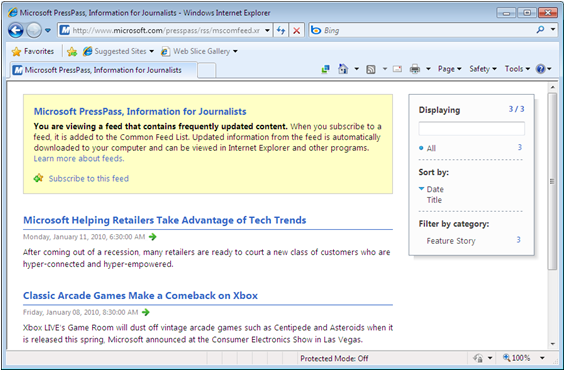 Microsoft PressPass, Information for Journalists - Windows Internet Explorer
http://www.microsoft.com/presspass/rss/mscomfeed.xr
Bing
Favorites Suggested Sites Web Slice Gallery
Microsoft PressPass, Information for Journalists
Page Safety Tools
Microsoft PressPass, Information for Journalists
You are viewing a feed that contains frequently updated content. When you subscribe to a
feed, it is added to the Common Feed List. Updated information from the feed is automatically
downloaded to your computer and can be viewed in Internet Explorer and other programs.
Learn more about feeds.
Subscribe to this feed
Displaying 3 / 3
All 3
Sort by:
Date
Title
Filter by category:
Feature Story 3
Microsoft Helping Retailers Take Advantage of Tech Trends
Monday, January 11, 2010, 6:30:00 AM
After coming out of a recession, many retailers are ready to court a new class of customers who are
hyper-connected and hyper-empowered.
Classic Arcade Games Make a Comeback on Xbox
Friday, January 08, 2010, 8:30:00 AM
Xbox LIVE's Game Room will dust off vintage arcade games such as Centipede and Asteroids when it
is released this spring, Microsoft announced at the Consumer Electronics Show in Las Vegas.
Protected Mode: Off
100%